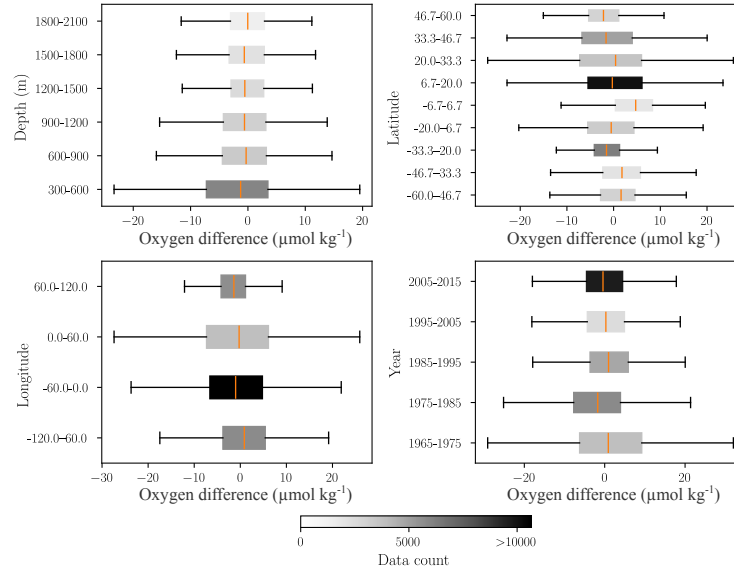 Depth (m)
1800-2100
1500-1800
1200-1500
900-1200
600-900
300-600
−20 −10 0 10 20
Oxygen difference (µmol kg⁻¹)
Latitude
46.7-60.0
33.3-46.7
20.0-33.3
6.7-20.0
-6.7-6.7
-20.0-6.7
-33.3-20.0
-46.7-33.3
-60.0-46.7
−20 −10 0 10 20
Oxygen difference (µmol kg⁻¹)
Longitude
60.0-120.0
0.0-60.0
-60.0-0.0
-120.0-60.0
−30 −20 −10 0 10 20
Oxygen difference (µmol kg⁻¹)
Year
2005-2015
1995-2005
1985-1995
1975-1985
1965-1975
−20 0 20
Oxygen difference (µmol kg⁻¹)
0 5000 >10000
Data count